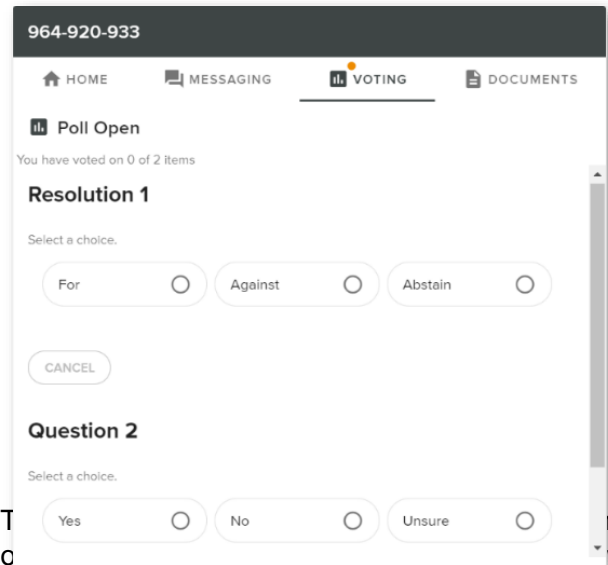 964-920-933
HOME MESSAGING VOTING DOCUMENTS
Poll Open
You have voted on 0 of 2 items
Resolution 1
Select a choice.
For Against Abstain
CANCEL
Question 2
Select a choice.
Yes No Unsure